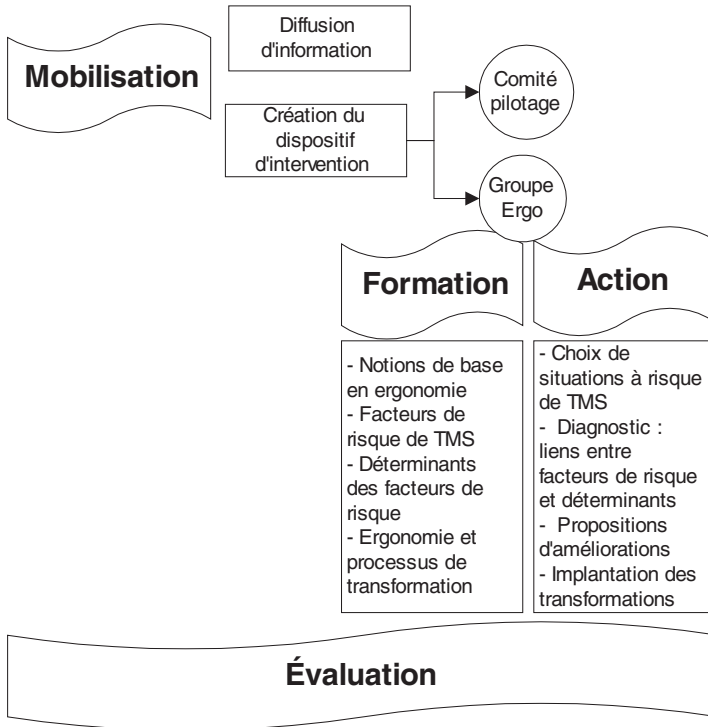 Diffusion
d'information
Mobilisation
Création du
dispositif
d'intervention
Comité
pilotage
Groupe
Ergo
Formation
- Notions de base
en ergonomie
- Facteurs de
risque de TMS
- Déterminants
des facteurs de
risque
- Ergonomie et
processus de
transformation
Action
- Choix de
situations à risque
de TMS
- Diagnostic :
liens entre
facteurs de risque
et déterminants
- Propositions
d'améliorations
- Implantation des
transformations
Évaluation